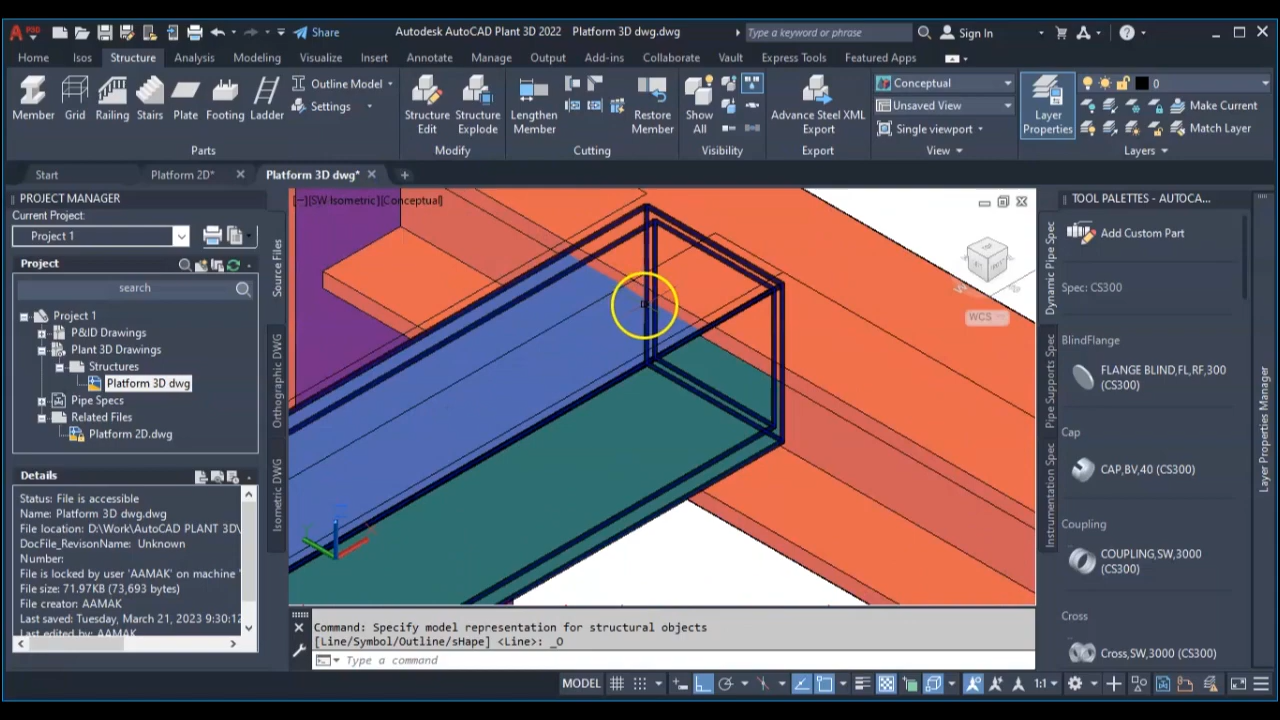 Share
Autodesk AutoCAD Plant 3D 2022 Platform 3D dwg.dwg
Type a keyword or phrase
Sign In
Home Isos Structure Analysis Modeling Visualize Insert Annotate Manage Output Add-ins Collaborate Vault Express Tools Featured Apps
Member
Grid
Railing
Stairs
Plate
Footing
Ladder
Outline Model
Settings
Parts
Structure Edit
Structure Explode
Modify
Lengthen Member
Restore Member
Cutting
Show All
Visibility
Advance Steel XML Export
Export
Conceptual
Unsaved View
Single viewport
View
Layer Properties
0
Make Current
Match Layer
Layers
Start
Platform 2D*
Platform 3D dwg*
PROJECT MANAGER
Current Project:
Project 1
Project
search
Project 1
P&ID Drawings
Plant 3D Drawings
Structures
Platform 3D dwg
Pipe Specs
Related Files
Platform 2D.dwg
Details
Status: File is accessible
Name: Platform 3D dwg.dwg
File location: D:\Work\AutoCAD PLANT 3D\
DocFile_RevisonName: Unknown
Number:
File is locked by user 'AAMAK' on machine '
File size: 71.97KB (73,693 bytes)
File creator: AAMAK
Last saved: Tuesday, March 21, 2023 9:30:12
Last edited by: AAMAK
Source Files
Orthographic DWG
Isometric DWG
[−][SW Isometric][Conceptual]
TOP
WCS
Command: Specify model representation for structural objects
[Line/Symbol/Outline/sHape] <Line>: _O
Type a command
TOOL PALETTES - AUTOCA...
Dynamic Pipe Spec
Pipe Supports Spec
Instrumentation Spec
Add Custom Part
Spec: CS300
BlindFlange
FLANGE BLIND,FL,RF,300
(CS300)
Cap
CAP,BV,40 (CS300)
Coupling
COUPLING,SW,3000
(CS300)
Cross
Cross,SW,3000 (CS300)
Layer Properties Manager
MODEL
1:1